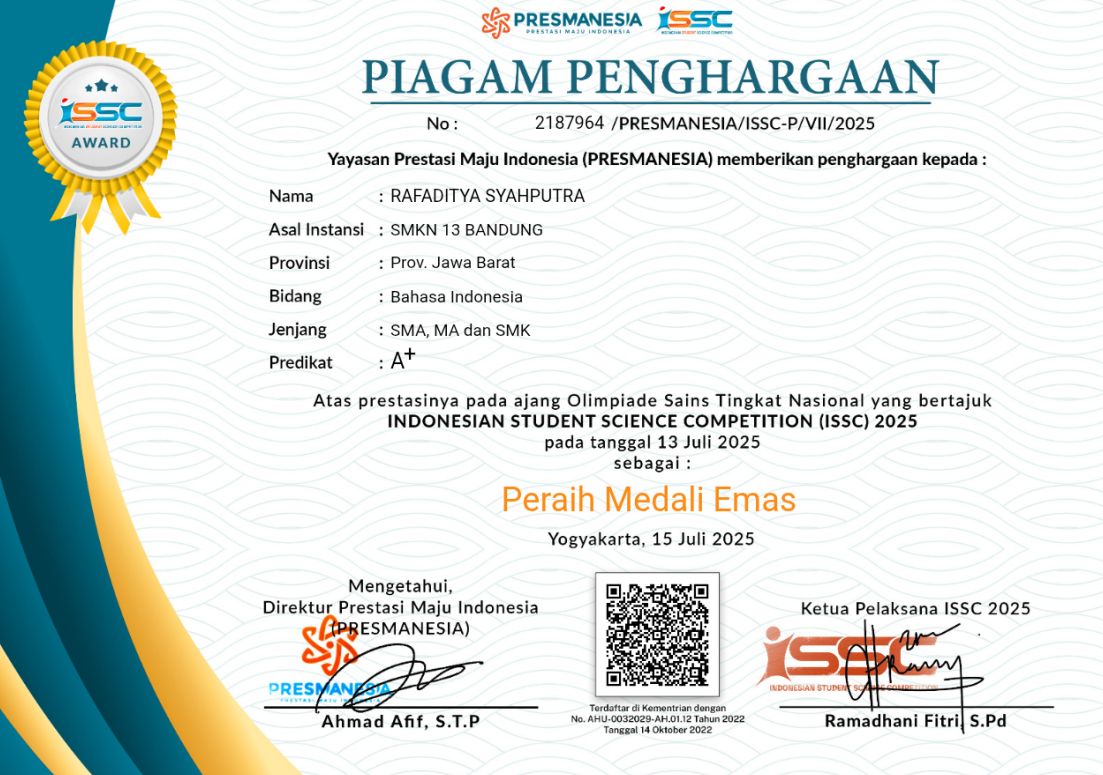 PRESMANESIA
PRESTASI MAJU INDONESIA
ISSC
INDONESIAN STUDENT SCIENCE COMPETITION
PIAGAM PENGHARGAAN
No : 2187964 /PRESMANESIA/ISSC-P/VII/2025
Yayasan Prestasi Maju Indonesia (PRESMANESIA) memberikan penghargaan kepada :
ISSC
INDONESIAN STUDENT SCIENCE COMPETITION
AWARD
Nama : RAFADITYA SYAHPUTRA
Asal Instansi : SMKN 13 BANDUNG
Provinsi : Prov. Jawa Barat
Bidang : Bahasa Indonesia
Jenjang : SMA, MA dan SMK
Predikat : A+
Atas prestasinya pada ajang Olimpiade Sains Tingkat Nasional yang bertajuk
INDONESIAN STUDENT SCIENCE COMPETITION (ISSC) 2025
pada tanggal 13 Juli 2025
sebagai :
Peraih Medali Emas
Yogyakarta, 15 Juli 2025
Mengetahui,
Direktur Prestasi Maju Indonesia
(PRESMANESIA)
PRESMANESIA
PRESTASI MAJU INDONESIA
Ahmad Afif, S.T.P
Terdaftar di Kementrian dengan
No. AHU-0032029-AH.01.12 Tahun 2022
Tanggal 14 Oktober 2022
Ketua Pelaksana ISSC 2025
ISSC
INDONESIAN STUDENT SCIENCE COMPETITION
Ramadhani Fitri, S.Pd